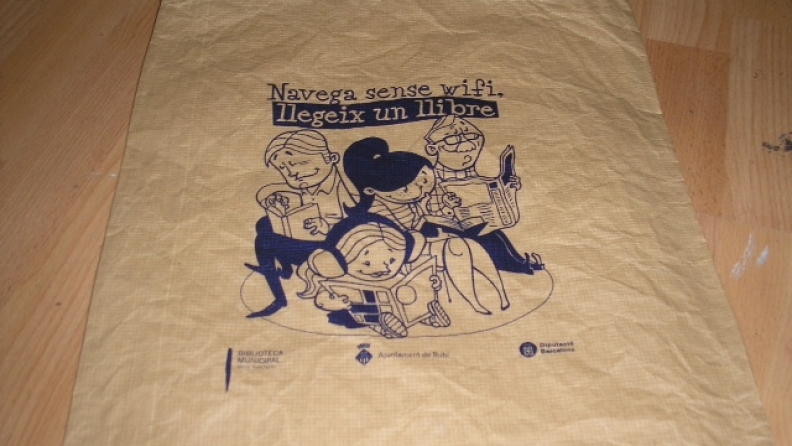 Navega sense wifi,
llegeix un llibre
BIBLIOTECA
MUNICIPAL
Ajuntament de Rubí
Diputació
Barcelona